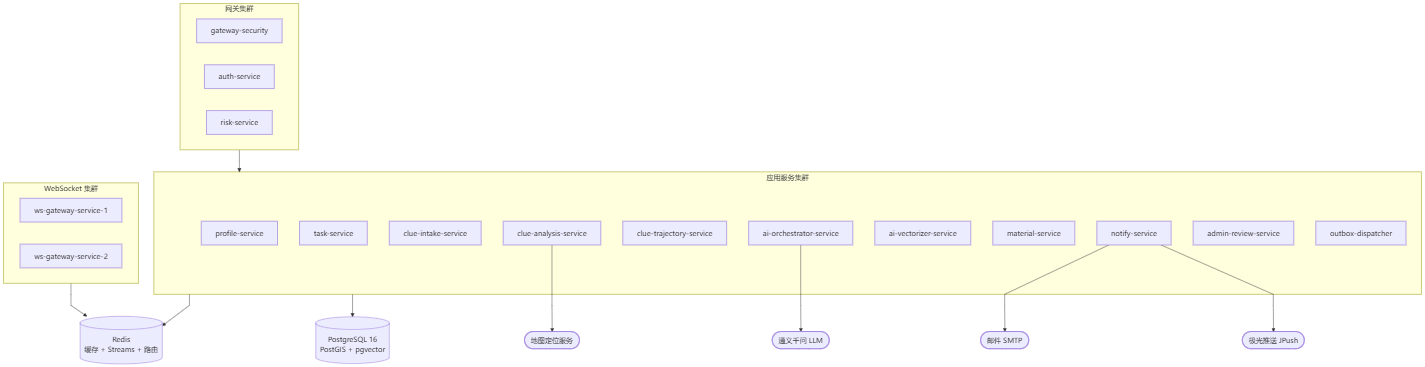 网关集群
gateway-security
auth-service
risk-service
WebSocket 集群
ws-gateway-service-1
ws-gateway-service-2
应用服务集群
profile-service
task-service
clue-intake-service
clue-analysis-service
clue-trajectory-service
ai-orchestrator-service
ai-vectorizer-service
material-service
notify-service
admin-review-service
outbox-dispatcher
Redis
缓存 + Streams + 路由
PostgreSQL 16
PostGIS + pgvector
地图定位服务
通义千问 LLM
邮件 SMTP
极光推送 JPush